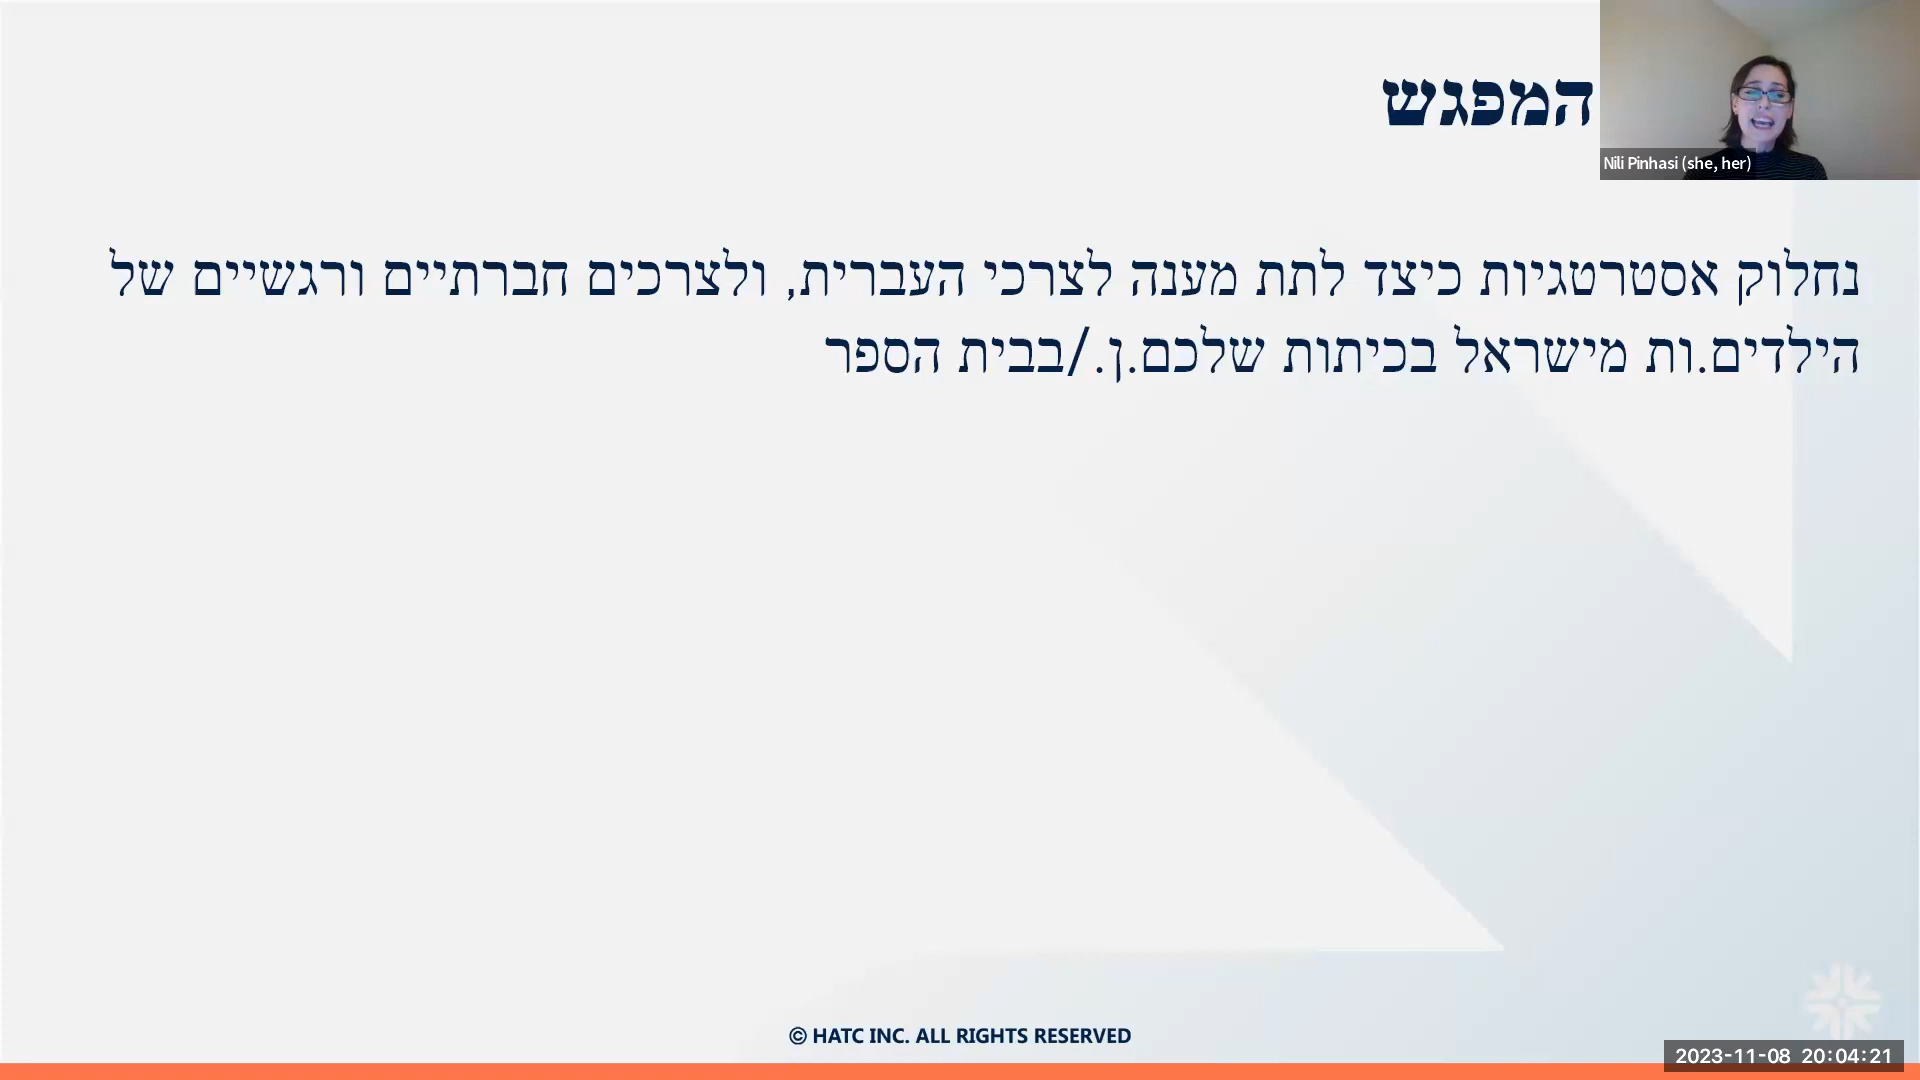 המפגש
Nili Pinhasi (she, her)
נחלוק אסטרטגיות כיצד לתת מענה לצרכי העברית, ולצרכים חברתיים ורגשיים של
הילדים.ות מישראל בכיתות שלכם.ן./בבית הספר
© HATC INC. ALL RIGHTS RESERVED
2023-11-08 20:04:21